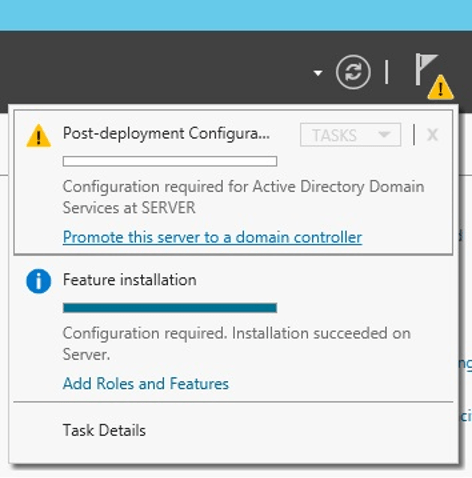 Post-deployment Configura...
TASKS
X
Configuration required for Active Directory Domain
Services at SERVER
Promote this server to a domain controller
Feature installation
Configuration required. Installation succeeded on
Server.
Add Roles and Features
Task Details